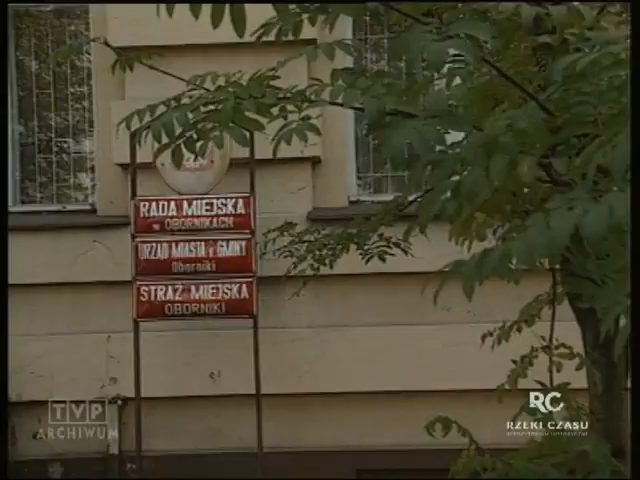 RADA MIEJSKA
w OBORNIKACH
URZĄD MIASTA i GMINY
Oborniki
STRAŻ MIEJSKA
OBORNIKI
TVP
ARCHIWUM
RC
RZEKI CZASU